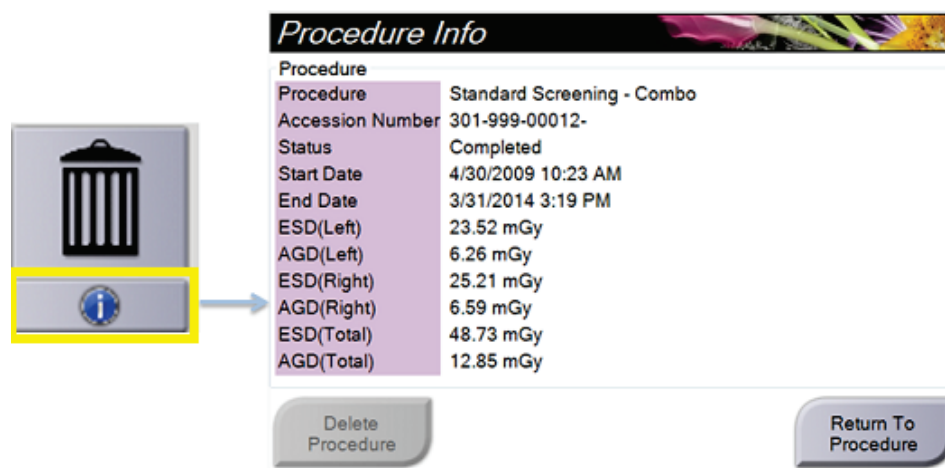 Procedure Info
Procedure
Procedure Standard Screening - Combo
Accession Number 301-999-00012-
Status Completed
Start Date 4/30/2009 10:23 AM
End Date 3/31/2014 3:19 PM
ESD(Left) 23.52 mGy
AGD(Left) 6.26 mGy
ESD(Right) 25.21 mGy
AGD(Right) 6.59 mGy
ESD(Total) 48.73 mGy
AGD(Total) 12.85 mGy
Delete
Procedure
Return To
Procedure